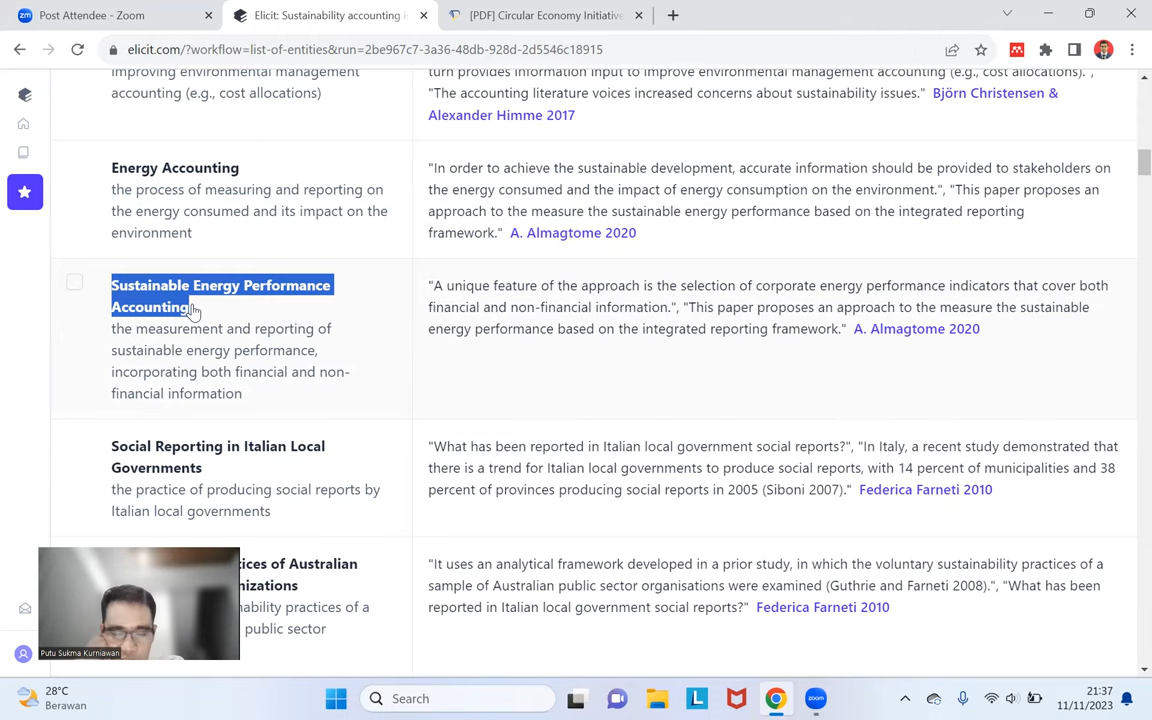 Post Attendee - Zoom
Elicit: Sustainability accounting i
[PDF] Circular Economy Initiative
elicit.com/?workflow=list-of-entities&run=2be967c7-3a36-48db-928d-2d5546c18915
improving environmental management
accounting (e.g., cost allocations)
turn provides information input to improve environmental management accounting (e.g., cost allocations).",
"The accounting literature voices increased concerns about sustainability issues." Björn Christensen &
Alexander Himme 2017
Energy Accounting
the process of measuring and reporting on
the energy consumed and its impact on the
environment
"In order to achieve the sustainable development, accurate information should be provided to stakeholders on
the energy consumed and the impact of energy consumption on the environment.", "This paper proposes an
approach to the measure the sustainable energy performance based on the integrated reporting
framework." A. Almagtome 2020
Sustainable Energy Performance
Accounting
the measurement and reporting of
sustainable energy performance,
incorporating both financial and non-
financial information
"A unique feature of the approach is the selection of corporate energy performance indicators that cover both
financial and non-financial information.", "This paper proposes an approach to the measure the sustainable
energy performance based on the integrated reporting framework." A. Almagtome 2020
Social Reporting in Italian Local
Governments
the practice of producing social reports by
Italian local governments
"What has been reported in Italian local government social reports?", "In Italy, a recent study demonstrated that
there is a trend for Italian local governments to produce social reports, with 14 percent of municipalities and 38
percent of provinces producing social reports in 2005 (Siboni 2007)." Federica Farneti 2010
tices of Australian
nizations
nability practices of a
public sector
"It uses an analytical framework developed in a prior study, in which the voluntary sustainability practices of a
sample of Australian public sector organisations were examined (Guthrie and Farneti 2008).", "What has been
reported in Italian local government social reports?" Federica Farneti 2010
Putu Sukma Kurniawan
28°C
Berawan
Search
21:37
11/11/2023